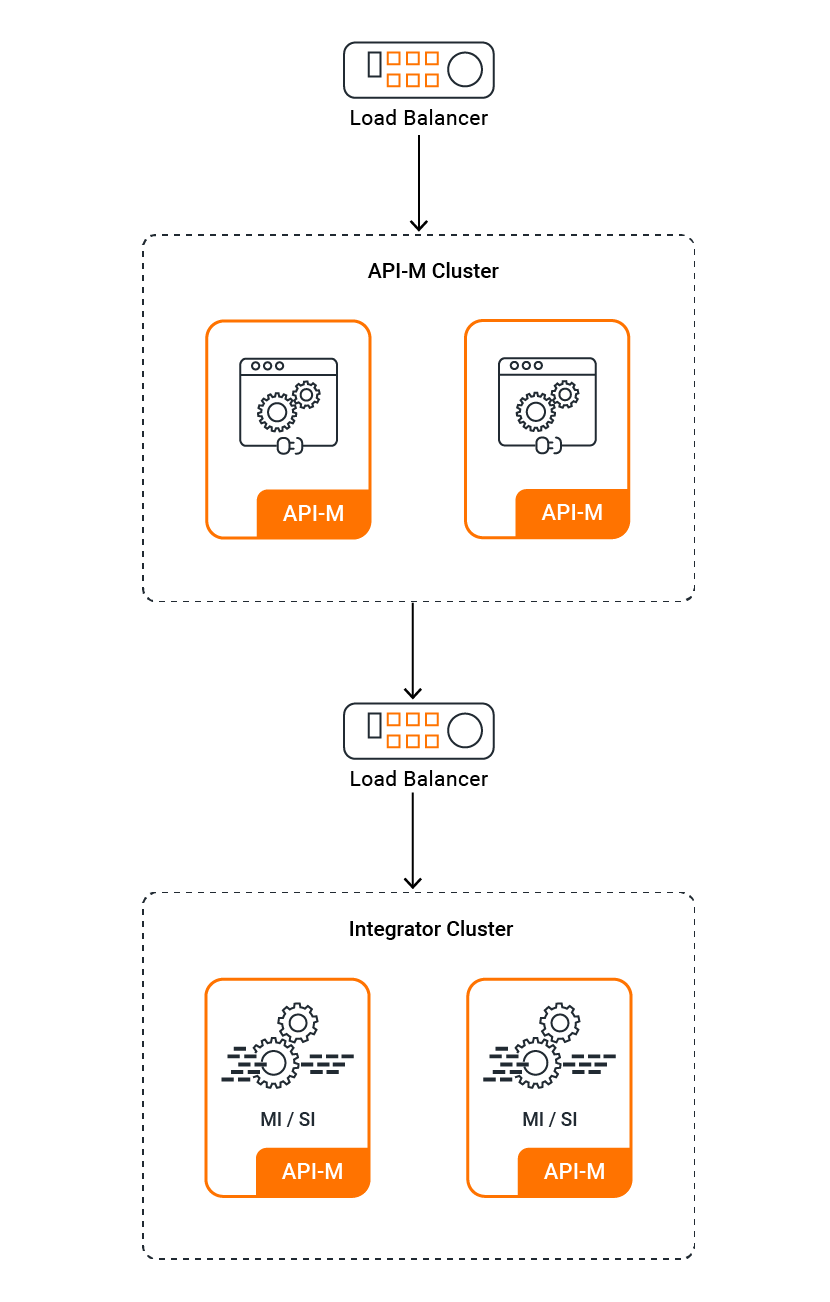 Load Balancer
API-M Cluster
API-M
API-M
Load Balancer
Integrator Cluster
MI / SI
MI / SI
API-M
API-M